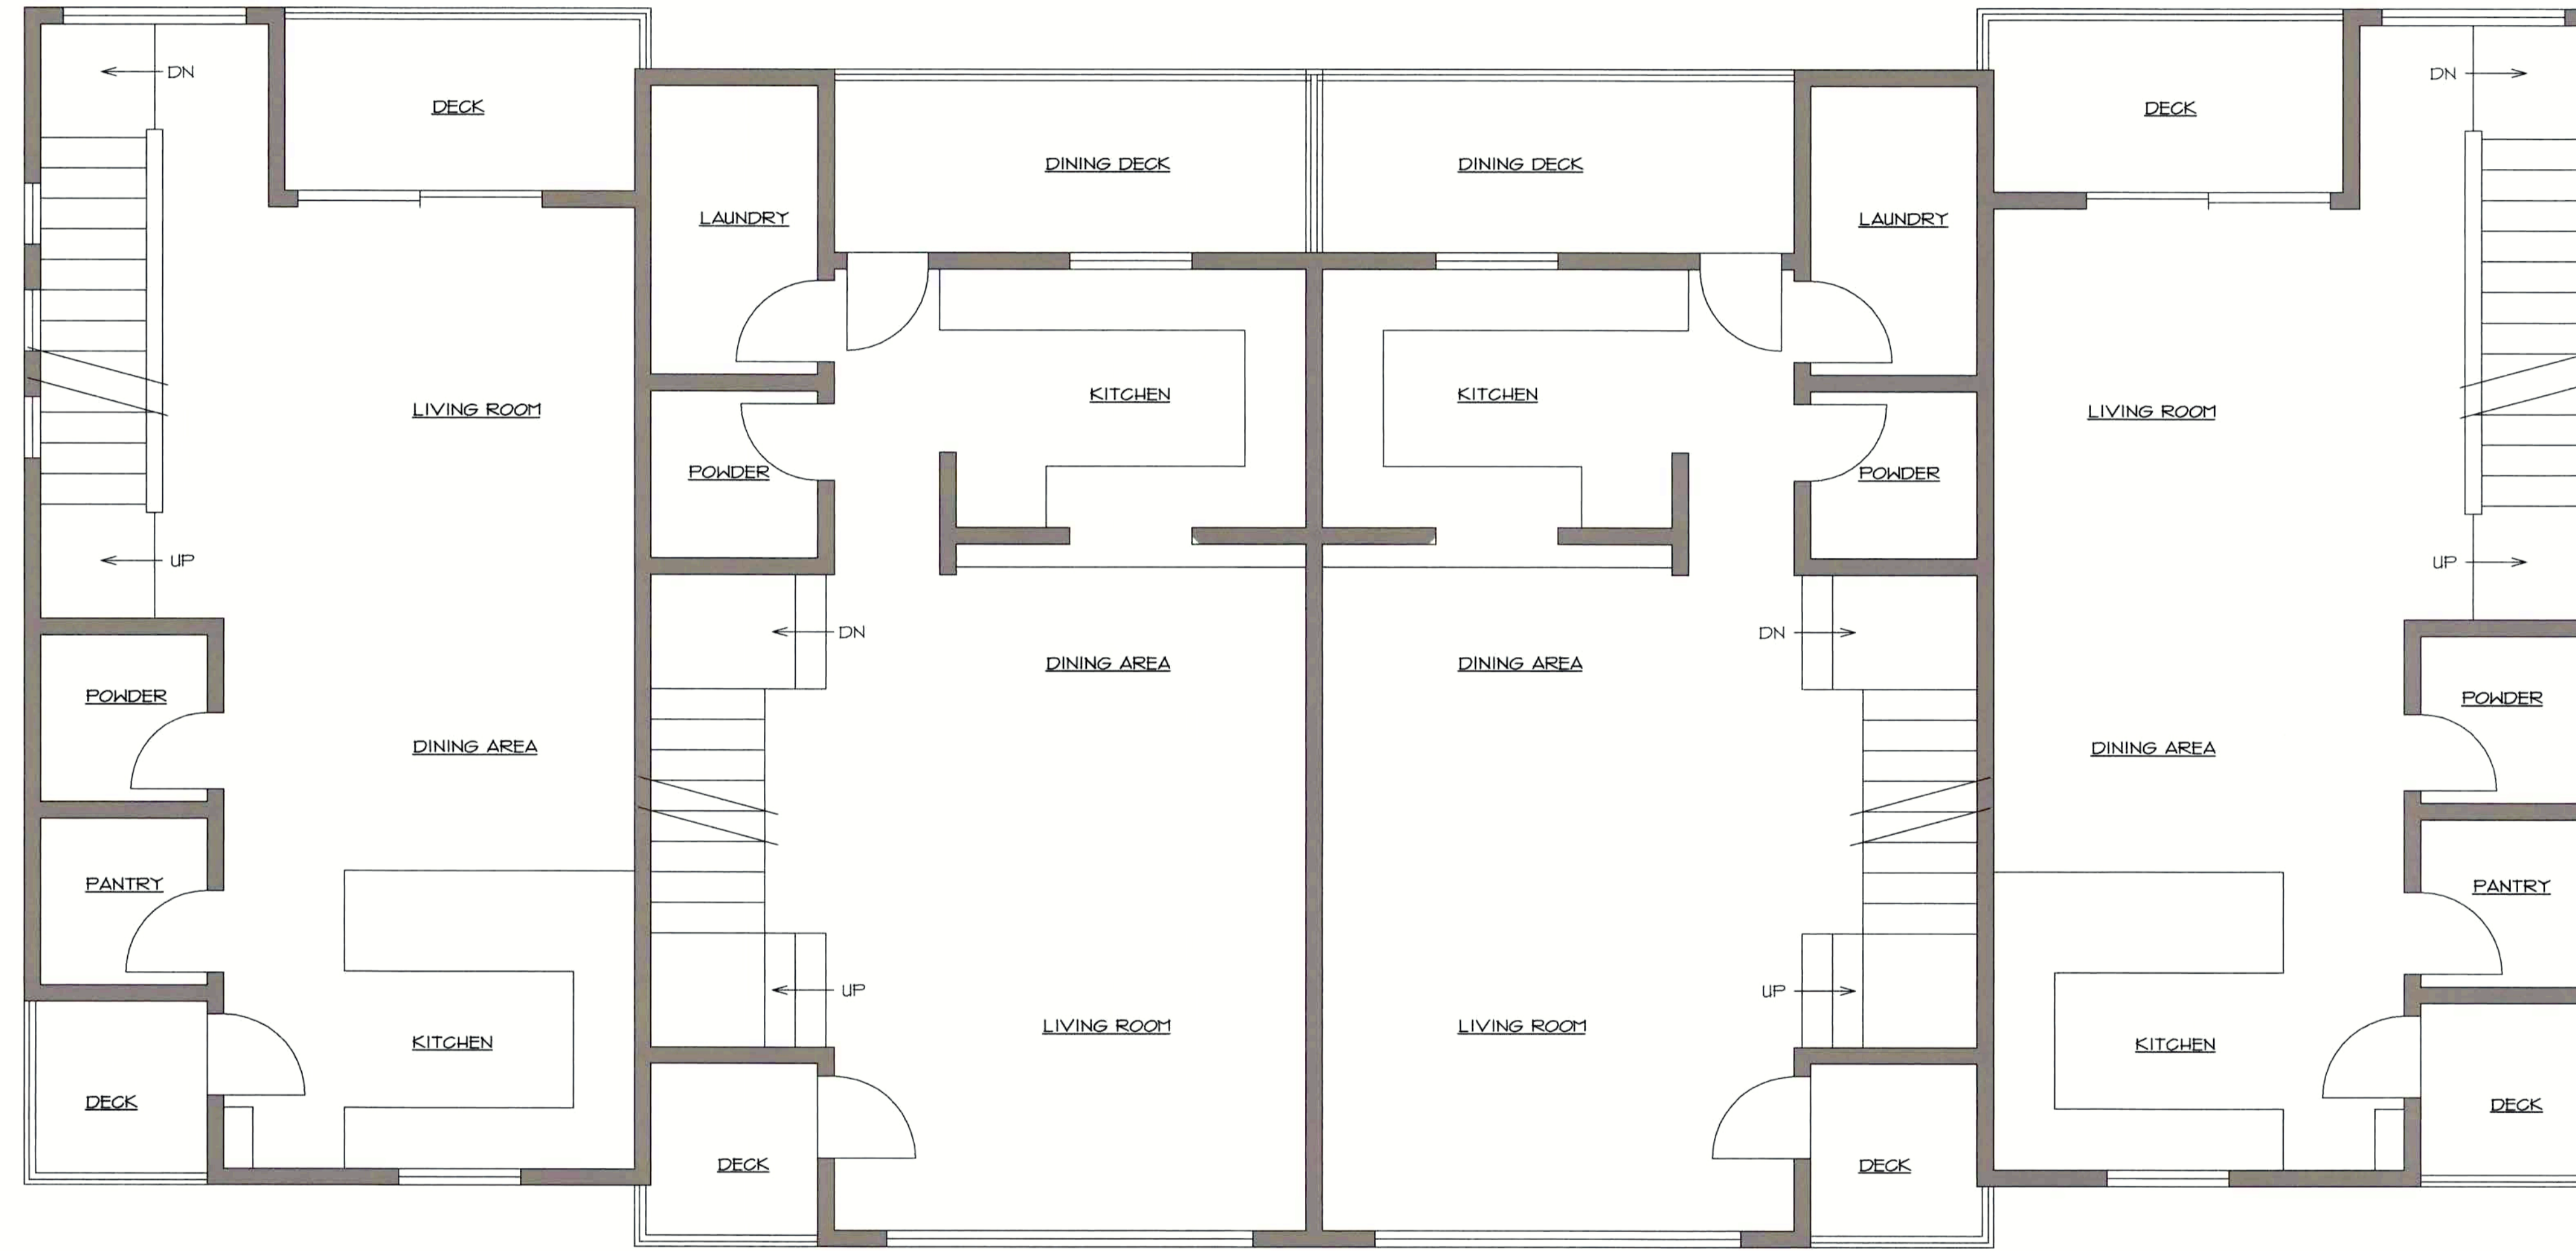 DN
DN
DECK
DECK
DINING DECK
DINING DECK
LAUNDRY
LAUNDRY
KITCHEN
KITCHEN
LIVING ROOM
LIVING ROOM
POWDER
POWDER
UP
UP
DN
DN
DINING AREA
DINING AREA
POWDER
POWDER
DINING AREA
DINING AREA
PANTRY
PANTRY
UP
UP
LIVING ROOM
LIVING ROOM
KITCHEN
KITCHEN
DECK
DECK
DECK
DECK